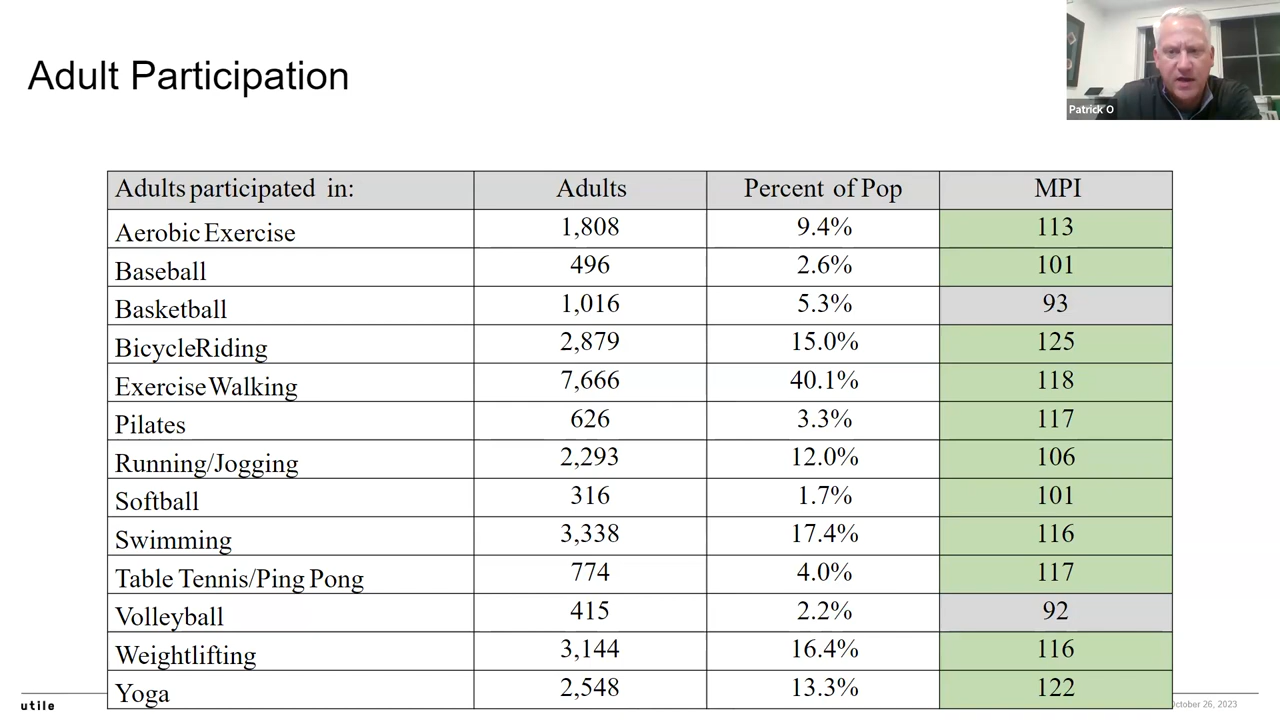 Adult Participation
Patrick O
Adults participated in: Adults Percent of Pop MPI
Aerobic Exercise 1,808 9.4% 113
Baseball 496 2.6% 101
Basketball 1,016 5.3% 93
BicycleRiding 2,879 15.0% 125
ExerciseWalking 7,666 40.1% 118
Pilates 626 3.3% 117
Running/Jogging 2,293 12.0% 106
Softball 316 1.7% 101
Swimming 3,338 17.4% 116
Table Tennis/Ping Pong 774 4.0% 117
Volleyball 415 2.2% 92
Weightlifting 3,144 16.4% 116
Yoga 2,548 13.3% 122
utile
October 26, 2023